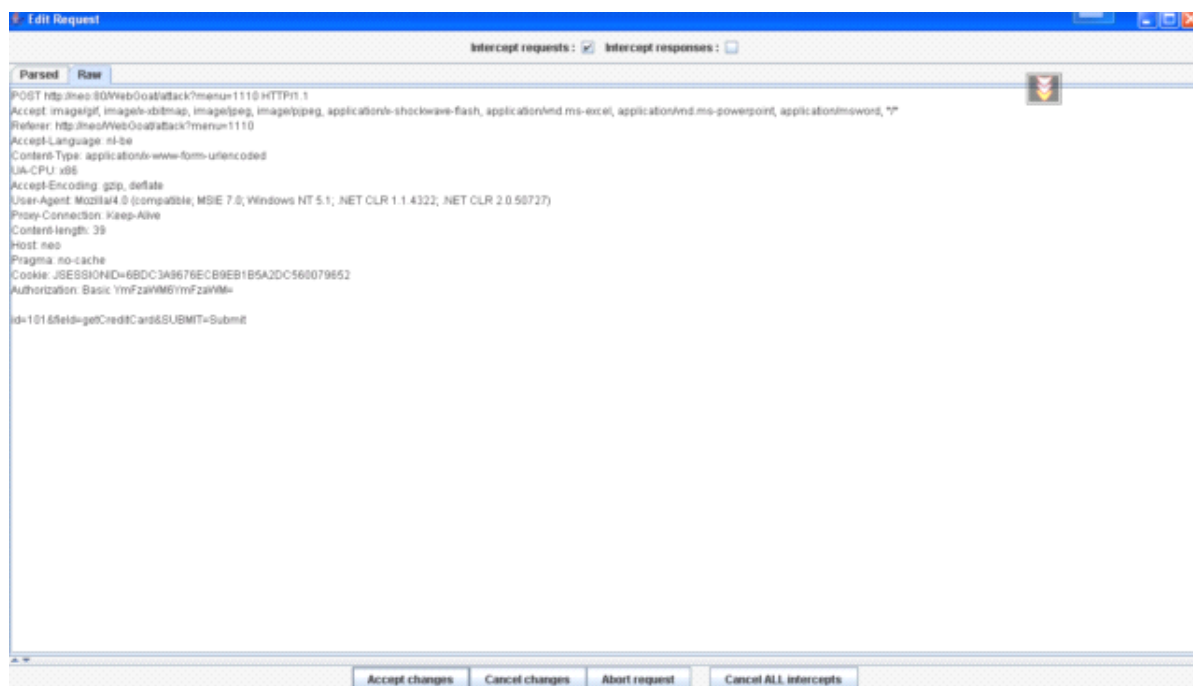 Edit Request
Intercept requests : Intercept responses :
Parsed Raw
POST http://neo:80/WebGoat/attack?menu=1110 HTTP/1.1
Accept: image/gif, image/x-xbitmap, image/jpeg, image/pjpeg, application/x-shockwave-flash, application/vnd.ms-excel, application/vnd.ms-powerpoint, application/msword, */*
Referer: http://neo/WebGoat/attack?menu=1110
Accept-Language: nl-be
Content-Type: application/x-www-form-urlencoded
UA-CPU: x86
Accept-Encoding: gzip, deflate
User-Agent: Mozilla/4.0 (compatible; MSIE 7.0; Windows NT 5.1; .NET CLR 1.1.4322; .NET CLR 2.0.50727)
Proxy-Connection: Keep-Alive
Content-length: 39
Host: neo
Pragma: no-cache
Cookie: JSESSIONID=6BDC3A9676ECB9EB1B5A2DC560079652
Authorization: Basic YmFzaWM6YmFzaWM=
id=101&field=getCreditCard&SUBMIT=Submit
Accept changes Cancel changes Abort request Cancel ALL intercepts